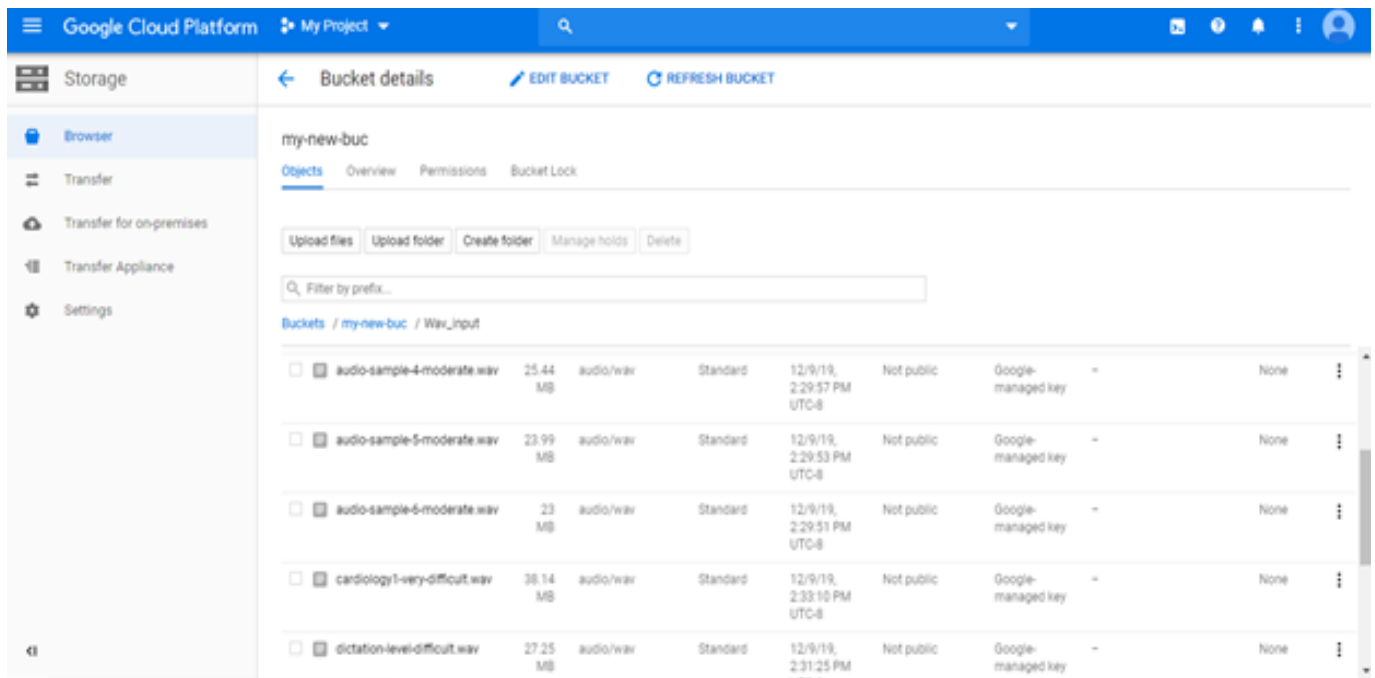 Google Cloud Platform My Project
Storage Bucket details EDIT BUCKET REFRESH BUCKET
Browser
Transfer
Transfer for on-premises
Transfer Appliance
Settings
my-new-buc
Objects Overview Permissions Bucket Lock
Upload files Upload folder Create folder Manage holds Delete
Filter by prefix...
Buckets / my-new-buc / Wav_input
audio-sample-4-moderate.wav 25.44 audio/wav Standard 12/9/19, Not public Google- – None
MB 2:29:57 PM managed key
UTC-8
audio-sample-5-moderate.wav 23.99 audio/wav Standard 12/9/19, Not public Google- – None
MB 2:29:53 PM managed key
UTC-8
audio-sample-6-moderate.wav 23 audio/wav Standard 12/9/19, Not public Google- – None
MB 2:29:51 PM managed key
UTC-8
cardiology1-very-difficult.wav 38.14 audio/wav Standard 12/9/19, Not public Google- – None
MB 2:33:10 PM managed key
UTC-8
dictation-level-difficult.wav 27.25 audio/wav Standard 12/9/19, Not public Google- – None
MB 2:31:25 PM managed key